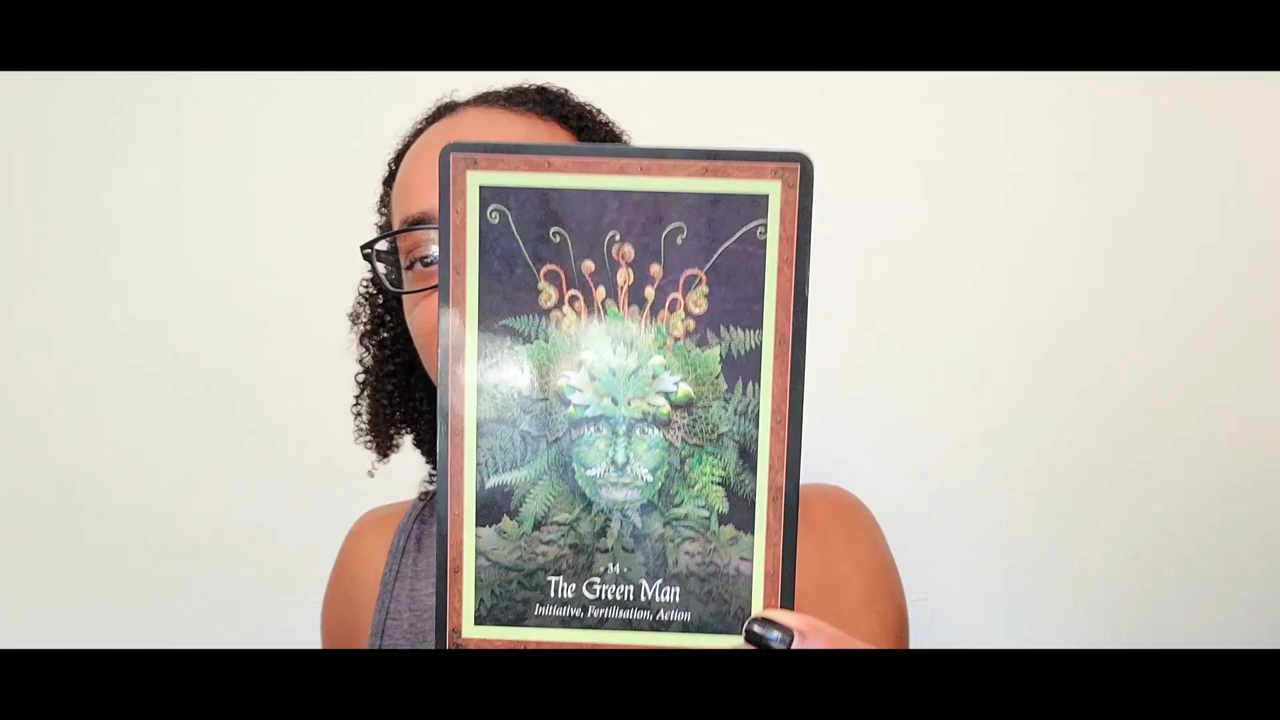 - 34 -
The Green Man
Initiative, Fertilisation, Action